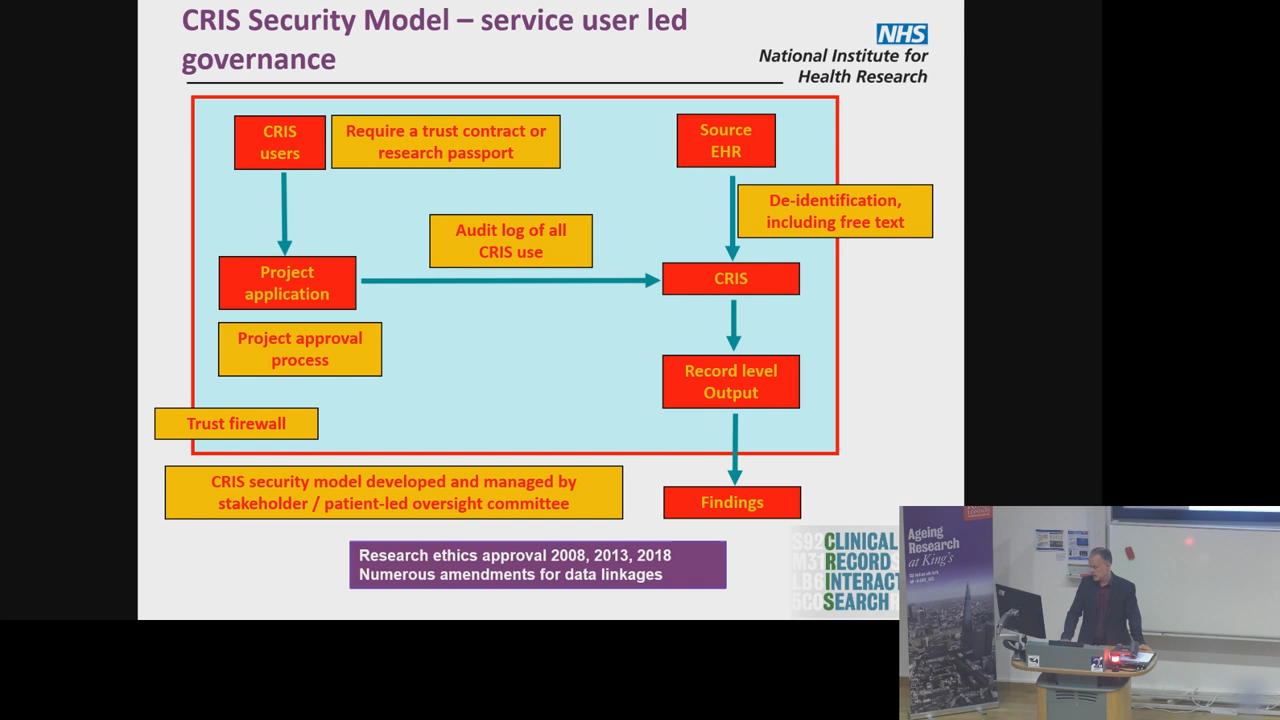 CRIS Security Model – service user led
governance
NHS
National Institute for
Health Research
CRIS
users
Require a trust contract or
research passport
Source
EHR
De-identification,
including free text
Audit log of all
CRIS use
Project
application
CRIS
Project approval
process
Record level
Output
Trust firewall
CRIS security model developed and managed by
stakeholder / patient-led oversight committee
Findings
Research ethics approval 2008, 2013, 2018
Numerous amendments for data linkages
CLINICAL
RECORD
INTERACT
SEARCH
Ageing
Research
at King's